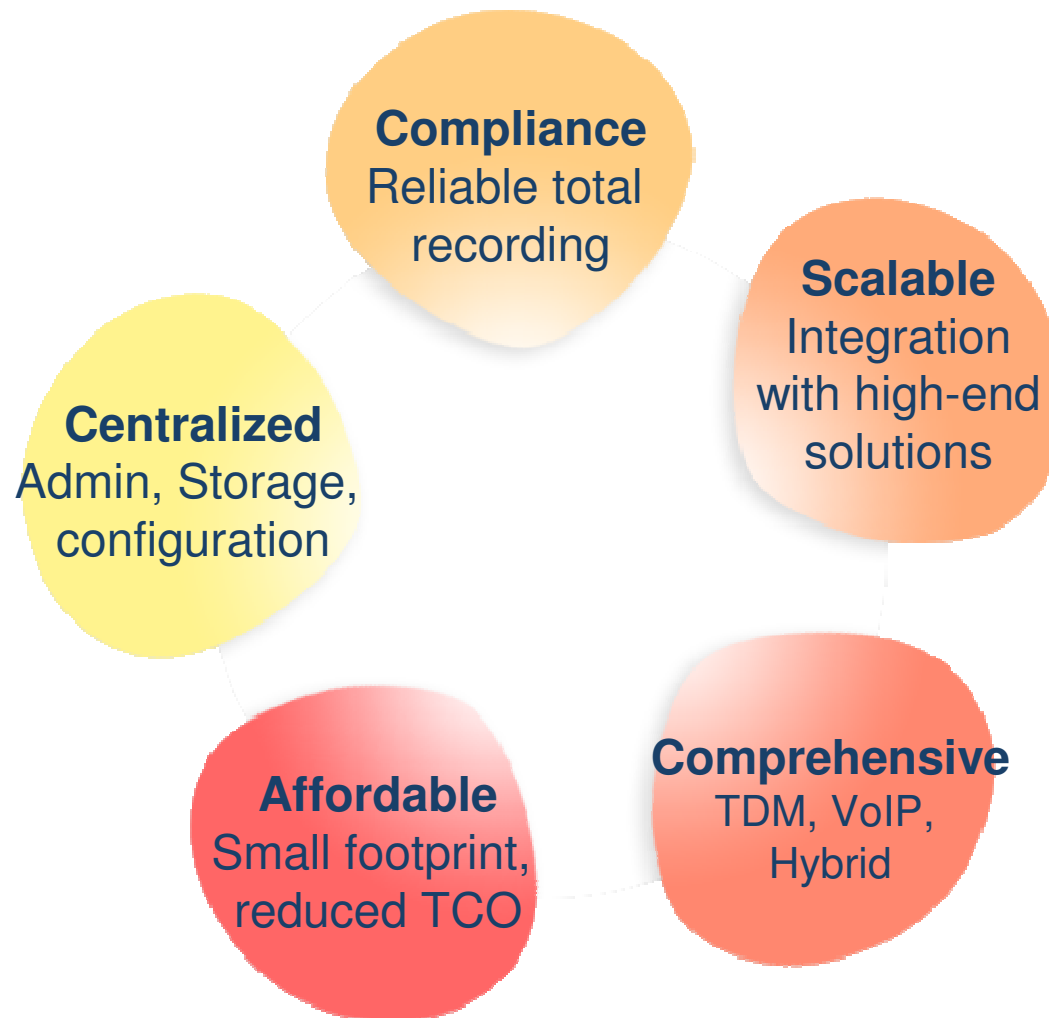 Compliance
Reliable total
recording
Scalable
Integration
with high-end
solutions
Comprehensive
TDM, VoIP,
Hybrid
Affordable
Small footprint,
reduced TCO
Centralized
Admin, Storage,
configuration